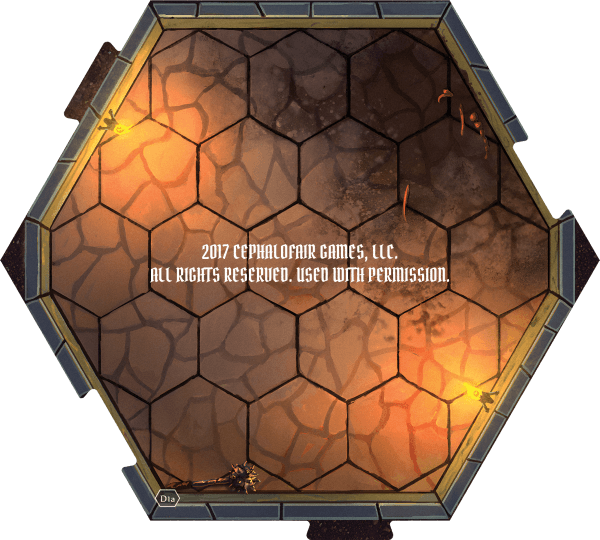 2017 CEPHALOFAIR GAMES, LLC.
ALL RIGHTS RESERVED. USED WITH PERMISSION.
D1a